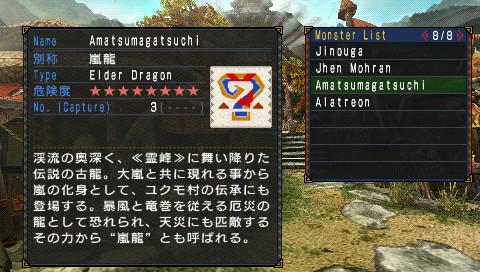 Name Amatsumagatsuchi
別称 嵐龍
Type Elder Dragon
危険度 ★★★★★★★★
No. (Capture) 3(----)
渓流の奥深く、≪霊峰≫に舞い降りた
伝説の古龍。大嵐と共に現れる事から
嵐の化身として、ユクモ村の伝承にも
登場する。暴風と竜巻を従える厄災の
龍として恐れられ、天災にも匹敵する
その力から“嵐龍”とも呼ばれる。
Monster List 8/8
Jinouga
Jhen Mohran
Amatsumagatsuchi
Alatreon